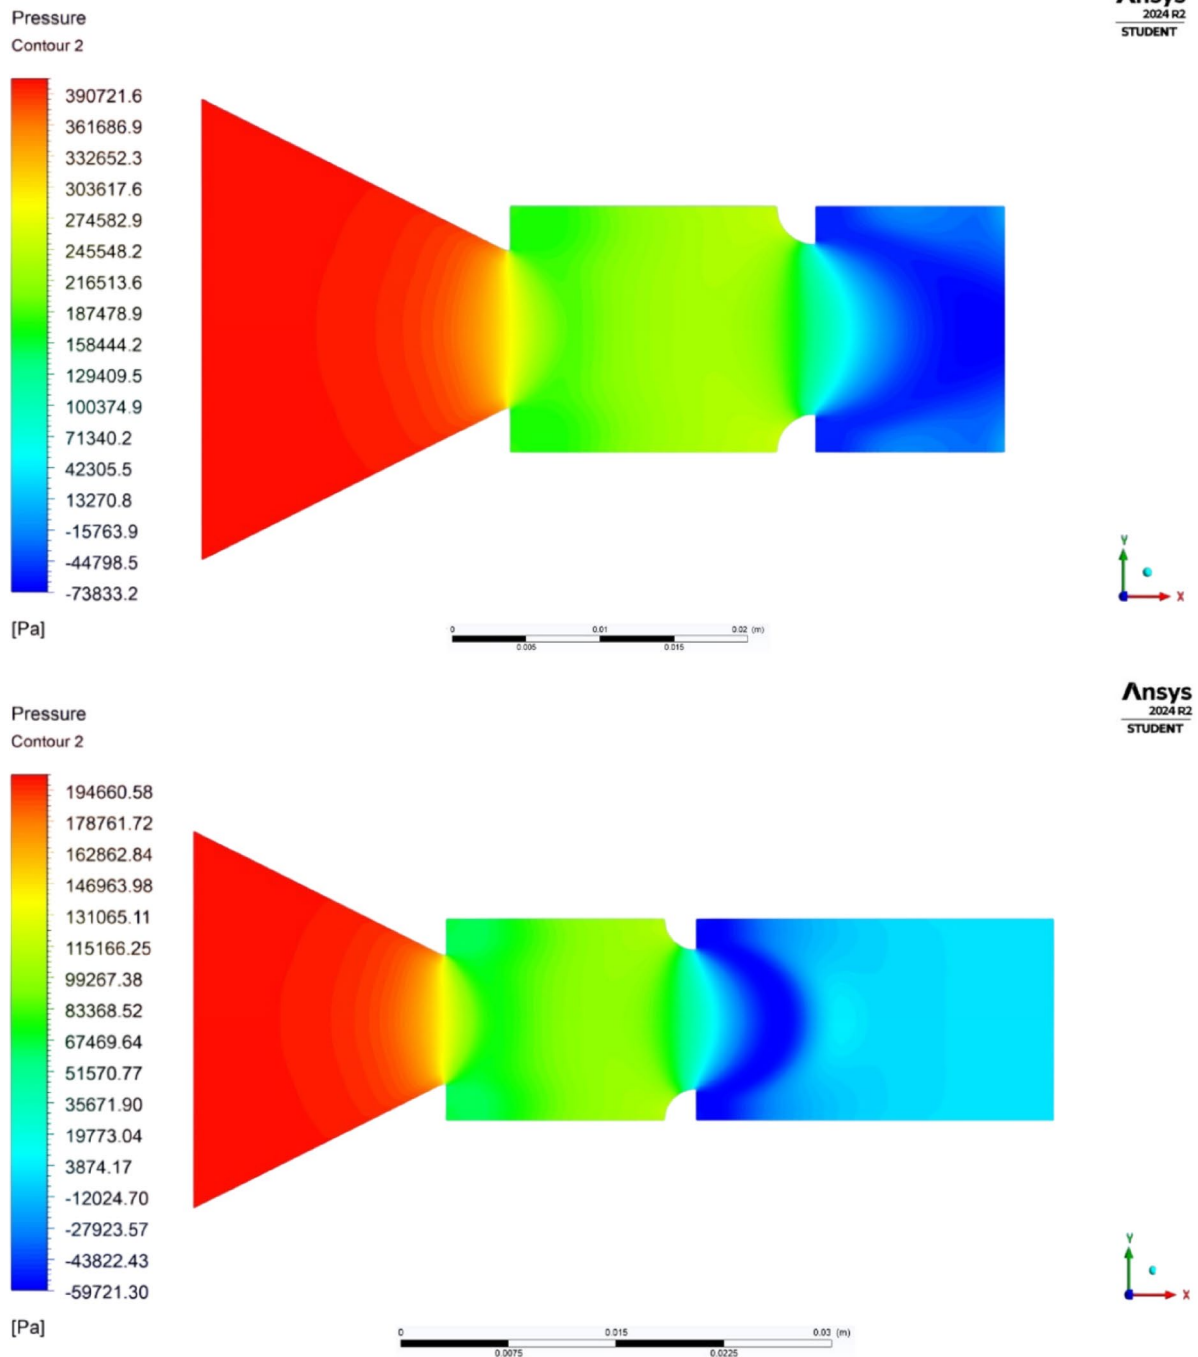 Pressure
Contour 2
Ansys
2024 R2
STUDENT
390721.6
361686.9
332652.3
303617.6
274582.9
245548.2
216513.6
187478.9
158444.2
129409.5
100374.9
71340.2
42305.5
13270.8
-15763.9
-44798.5
-73833.2
[Pa]
Y
X
0 0.01 0.02 (m)
0.005 0.015
Pressure
Contour 2
Ansys
2024 R2
STUDENT
194660.58
178761.72
162862.84
146963.98
131065.11
115166.25
99267.38
83368.52
67469.64
51570.77
35671.90
19773.04
3874.17
-12024.70
-27923.57
-43822.43
-59721.30
[Pa]
Y
X
0 0.015 0.03 (m)
0.0075 0.0225